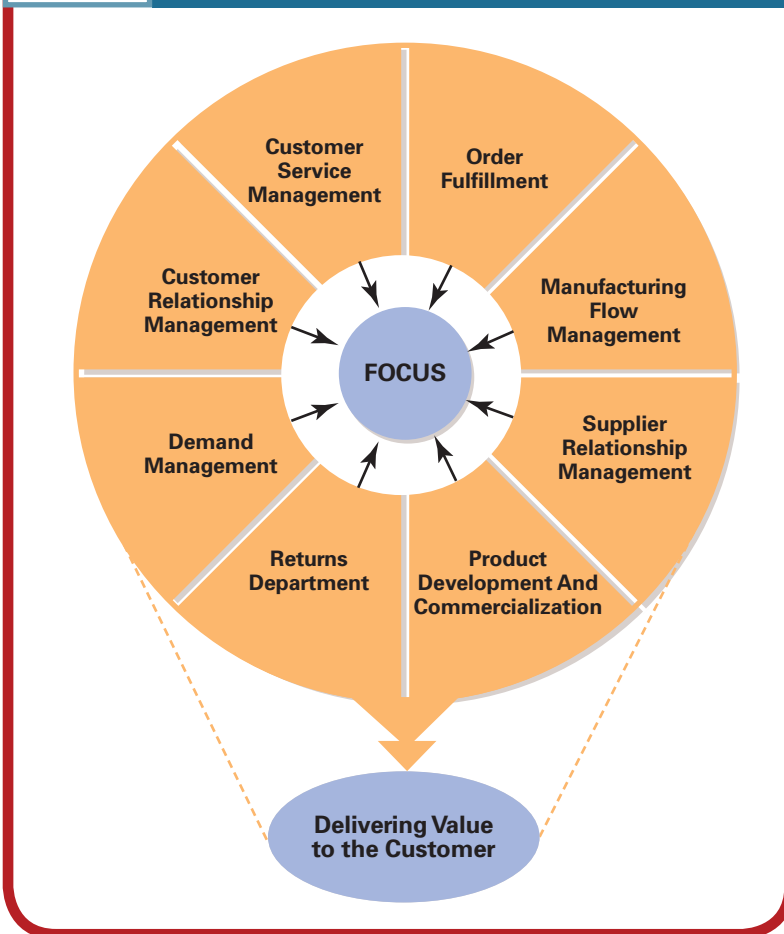 Customer
Service
Management
Order
Fulfillment
Customer
Relationship
Management
Manufacturing
Flow
Management
FOCUS
Demand
Management
Supplier
Relationship
Management
Returns
Department
Product
Development And
Commercialization
Delivering Value
to the Customer